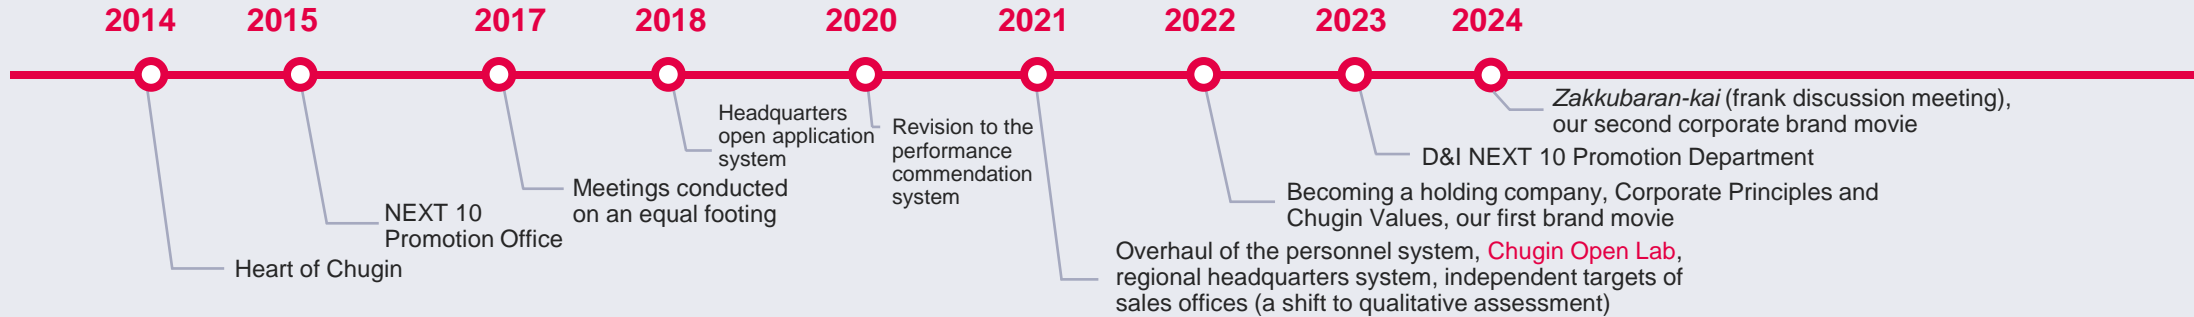 2014
2015
2017
2018
2020
2021
2022
2023
2024
Heart of Chugin
NEXT 10
Promotion Office
Meetings conducted
on an equal footing
Headquarters
open application
system
Revision to the
performance
commendation
system
Overhaul of the personnel system, Chugin Open Lab,
regional headquarters system, independent targets of
sales offices (a shift to qualitative assessment)
Becoming a holding company, Corporate Principles and
Chugin Values, our first brand movie
D&I NEXT 10 Promotion Department
Zakkubaran-kai (frank discussion meeting),
our second corporate brand movie